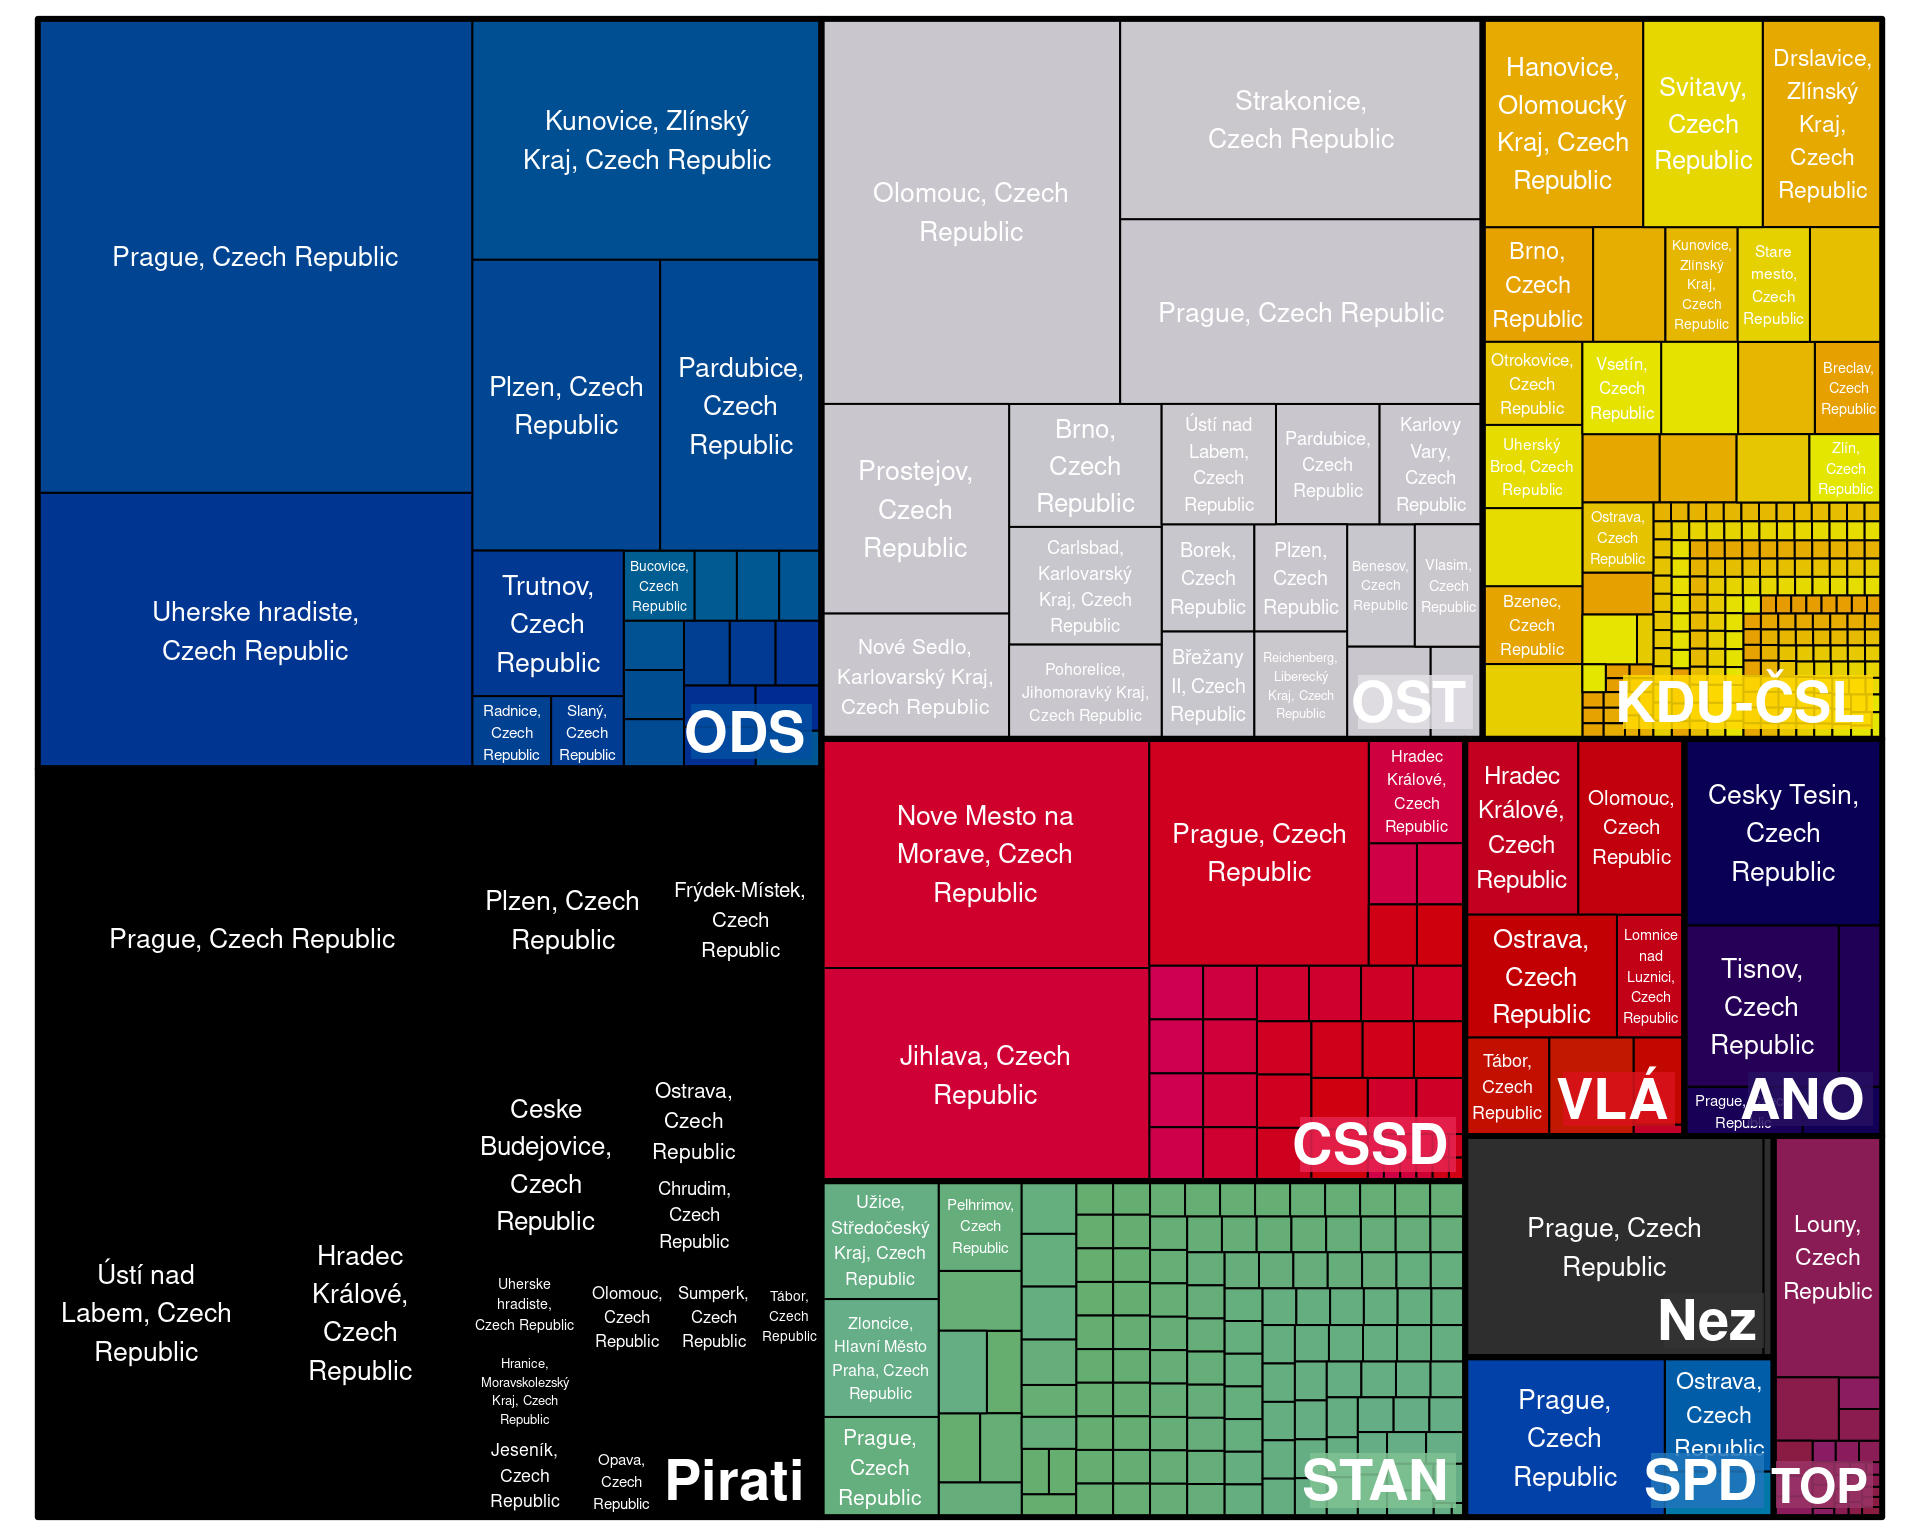 Prague, Czech Republic
Kunovice, Zlínský
Kraj, Czech Republic
Plzen, Czech
Republic
Pardubice,
Czech
Republic
Uherske hradiste,
Czech Republic
Trutnov,
Czech
Republic
Bucovice,
Czech
Republic
Radnice,
Czech
Republic
Slaný,
Czech
Republic
ODS
Olomouc, Czech
Republic
Strakonice,
Czech Republic
Prague, Czech Republic
Prostejov,
Czech
Republic
Brno,
Czech
Republic
Ústí nad
Labem,
Czech
Republic
Pardubice,
Czech
Republic
Karlovy
Vary,
Czech
Republic
Carlsbad,
Karlovarský
Kraj, Czech
Republic
Borek,
Czech
Republic
Plzen,
Czech
Republic
Benesov,
Czech
Republic
Vlasim,
Czech
Republic
Nové Sedlo,
Karlovarský Kraj,
Czech Republic
Pohorelice,
Jihomoravký Kraj,
Czech Republic
Břežany
II, Czech
Republic
Reichenberg,
Liberecký
Kraj, Czech
Republic
OST
Hanovice,
Olomoucký
Kraj, Czech
Republic
Svitavy,
Czech
Republic
Drslavice,
Zlínský
Kraj,
Czech
Republic
Brno,
Czech
Republic
Kunovice,
Zlínský
Kraj,
Czech
Republic
Stare
mesto,
Czech
Republic
Otrokovice,
Czech
Republic
Vsetín,
Czech
Republic
Breclav,
Czech
Republic
Uherský
Brod, Czech
Republic
Zlín,
Czech
Republic
Ostrava,
Czech
Republic
Bzenec,
Czech
Republic
KDU-ČSL
Prague, Czech Republic
Plzen, Czech
Republic
Frýdek-Místek,
Czech
Republic
Ceske
Budejovice,
Czech
Republic
Ostrava,
Czech
Republic
Chrudim,
Czech
Republic
Ústí nad
Labem, Czech
Republic
Hradec
Králové,
Czech
Republic
Uherske
hradiste,
Czech Republic
Olomouc,
Czech
Republic
Sumperk,
Czech
Republic
Tábor,
Czech
Republic
Hranice,
Moravskolezský
Kraj, Czech
Republic
Jeseník,
Czech
Republic
Opava,
Czech
Republic
Pirati
Nove Mesto na
Morave, Czech
Republic
Prague, Czech
Republic
Hradec
Králové,
Czech
Republic
Jihlava, Czech
Republic
CSSD
Hradec
Králové,
Czech
Republic
Olomouc,
Czech
Republic
Ostrava,
Czech
Republic
Lomnice
nad
Luznici,
Czech
Republic
Tábor,
Czech
Republic
VLÁ
Cesky Tesin,
Czech
Republic
Tisnov,
Czech
Republic
Prague,
Republic
ANO
Užice,
Středočeský
Kraj, Czech
Republic
Pelhrimov,
Czech
Republic
Zloncice,
Hlavní Město
Praha, Czech
Republic
Prague,
Czech
Republic
STAN
Prague, Czech
Republic
Nez
Louny,
Czech
Republic
TOP
Prague,
Czech
Republic
Ostrava,
Czech
Republic
SPD